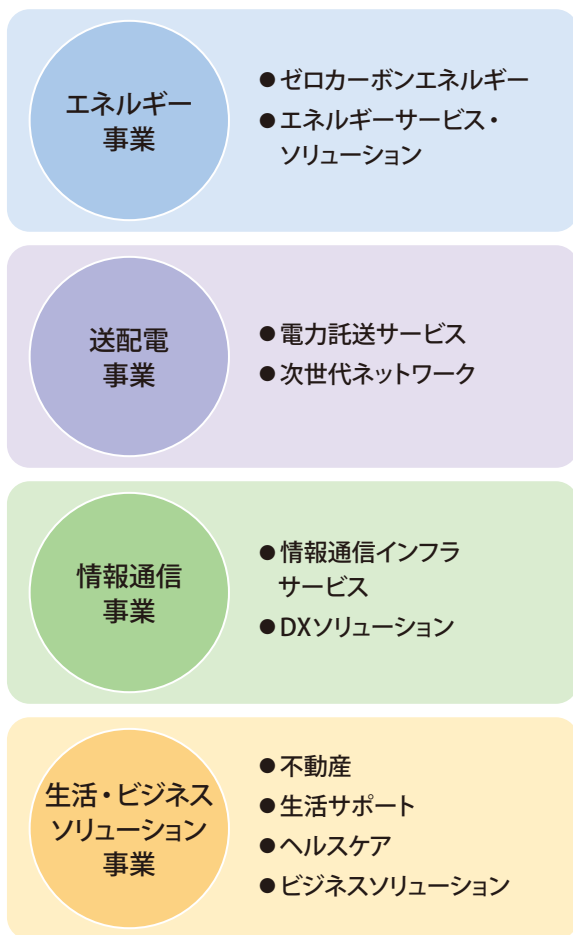 エネルギー
事業
●ゼロカーボンエネルギー
●エネルギーサービス・
ソリューション
送配電
事業
●電力託送サービス
●次世代ネットワーク
情報通信
事業
●情報通信インフラ
サービス
●DXソリューション
生活・ビジネス
ソリューション
事業
●不動産
●生活サポート
●ヘルスケア
●ビジネスソリューション